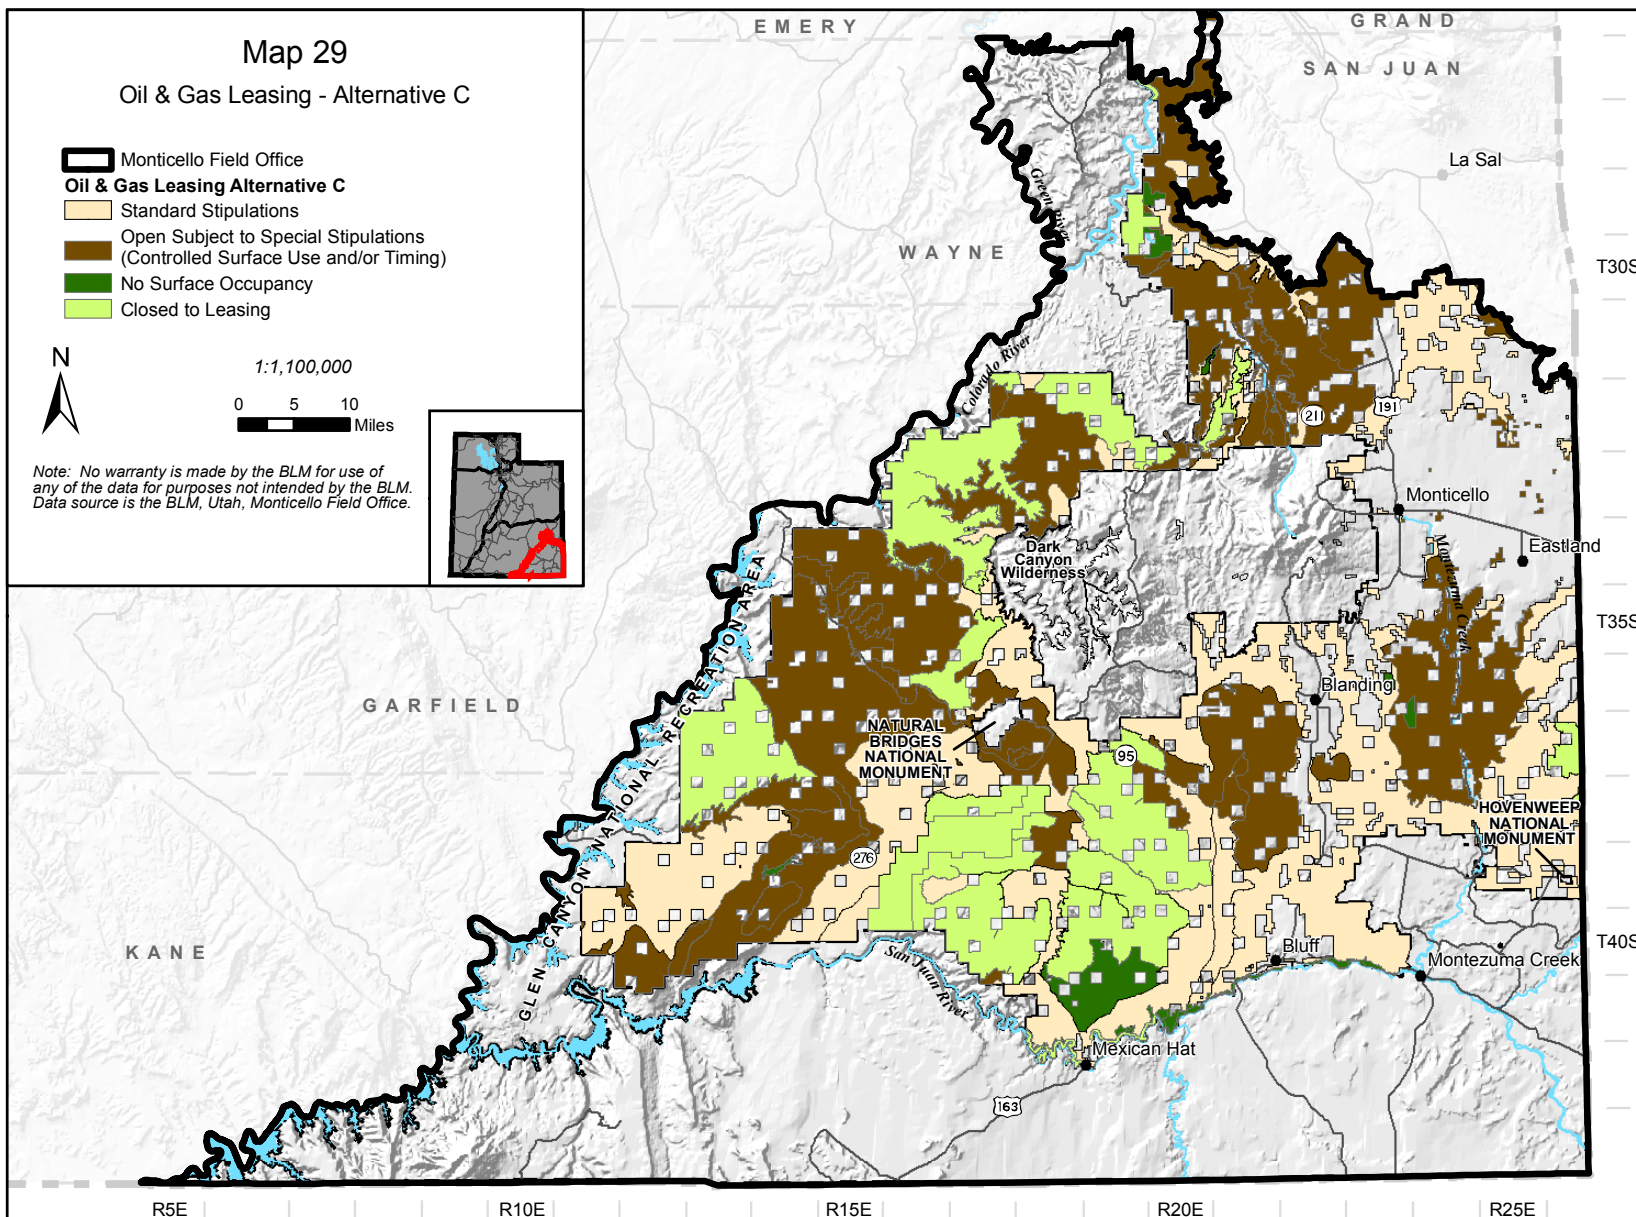 Map 29
Oil & Gas Leasing - Alternative C
Monticello Field Office
Oil & Gas Leasing Alternative C
Standard Stipulations
Open Subject to Special Stipulations
(Controlled Surface Use and/or Timing)
No Surface Occupancy
Closed to Leasing
N
1:1,100,000
0 5 10
Miles
Note: No warranty is made by the BLM for use of
any of the data for purposes not intended by the BLM.
Data source is the BLM, Utah, Monticello Field Office.
EMERY
GRAND
SAN JUAN
La Sal
Green River
WAYNE
T30S
Colorado River
211
191
Monticello
Dark
Canyon
Wilderness
Eastland
Montezuma Creek
T35S
GLEN CANYON NATIONAL RECREATION AREA
GARFIELD
Blanding
NATURAL
BRIDGES
NATIONAL
MONUMENT
95
HOVENWEEP
NATIONAL
MONUMENT
276
KANE
San Juan River
Bluff
T40S
Montezuma Creek
Mexican Hat
163
R5E R10E R15E R20E R25E